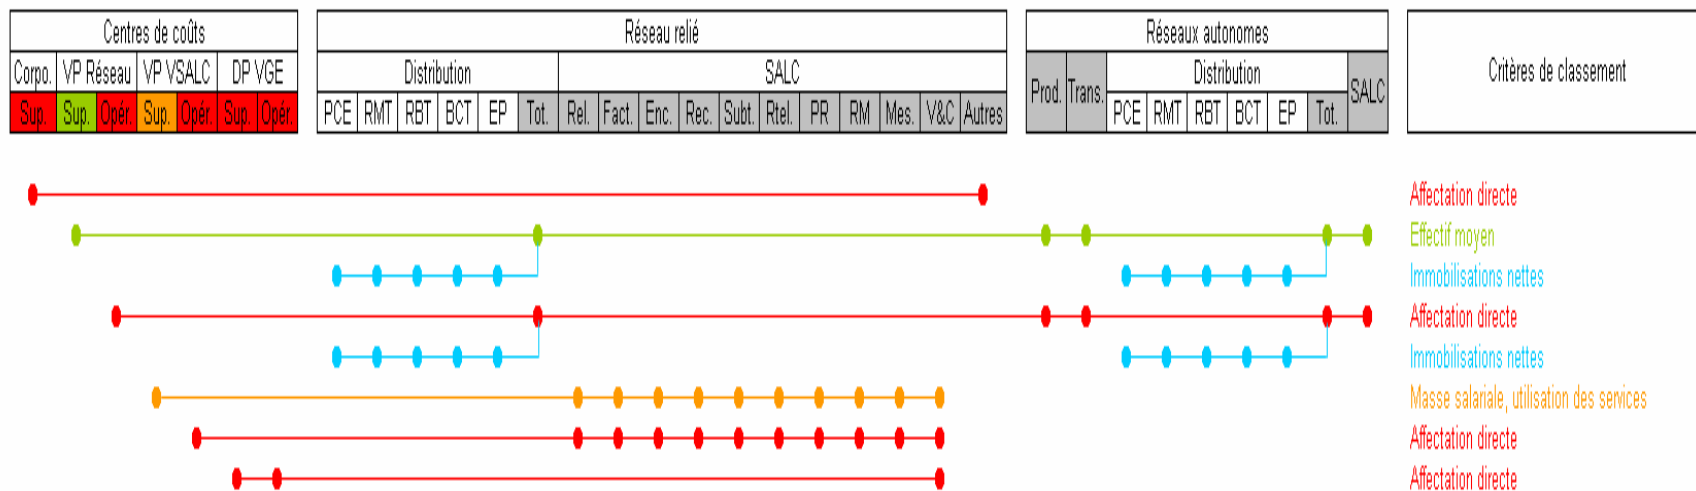 Centres de coûts Réseau relié Réseaux autonomes Critères de classement
Corpo. VP Réseau VP VSALC DP VGE Distribution SALC Prod. Trans. Distribution SALC
Sup. Sup. Opér. Sup. Opér. Sup. Opér. PCE RMT RBT BCT EP Tot. Rel. Fact. Enc. Rec. Subt. Rtel. PR RM Mes. V&C Autres PCE RMT RBT BCT EP Tot.
Affectation directe
Effectif moyen
Immobilisations nettes
Affectation directe
Immobilisations nettes
Masse salariale, utilisation des services
Affectation directe
Affectation directe